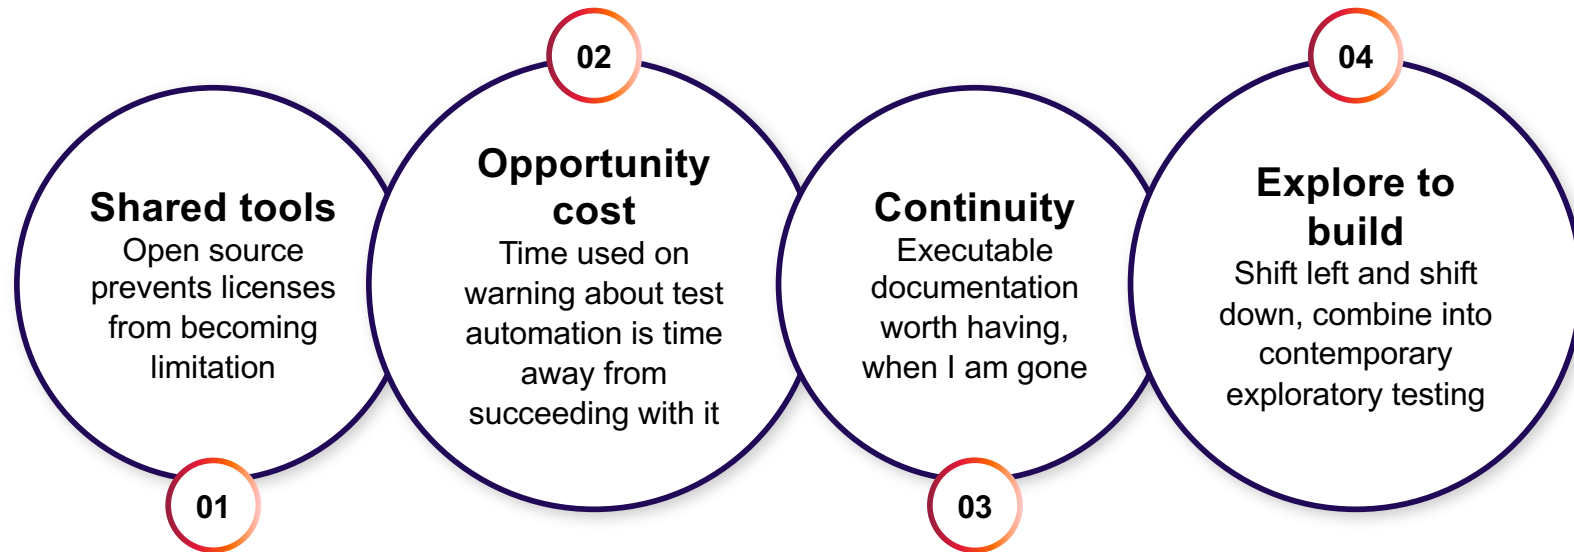 01
Shared tools
Open source
prevents licenses
from becoming
limitation
02
Opportunity
cost
Time used on
warning about test
automation is time
away from
succeeding with it
03
Continuity
Executable
documentation
worth having,
when I am gone
04
Explore to
build
Shift left and shift
down, combine into
contemporary
exploratory testing